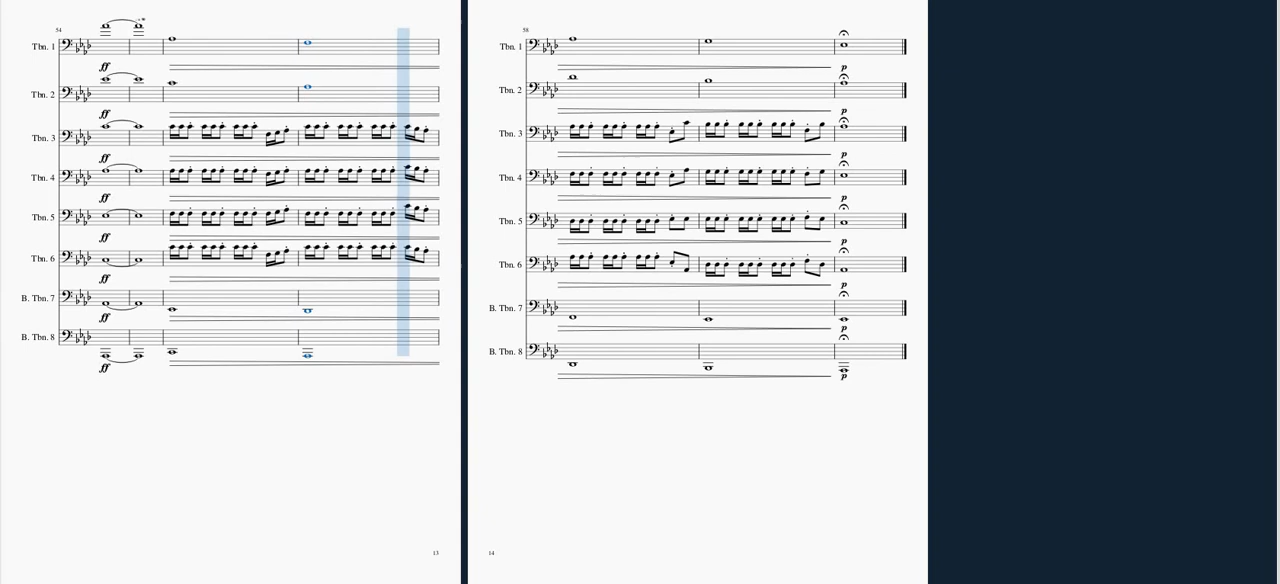 54
Tbn. 1
ff
Tbn. 2
ff
Tbn. 3
ff
Tbn. 4
ff
Tbn. 5
ff
Tbn. 6
ff
B. Tbn. 7
ff
B. Tbn. 8
ff
13
58
Tbn. 1
p
Tbn. 2
p
Tbn. 3
p
Tbn. 4
p
Tbn. 5
p
Tbn. 6
p
B. Tbn. 7
p
B. Tbn. 8
p
14